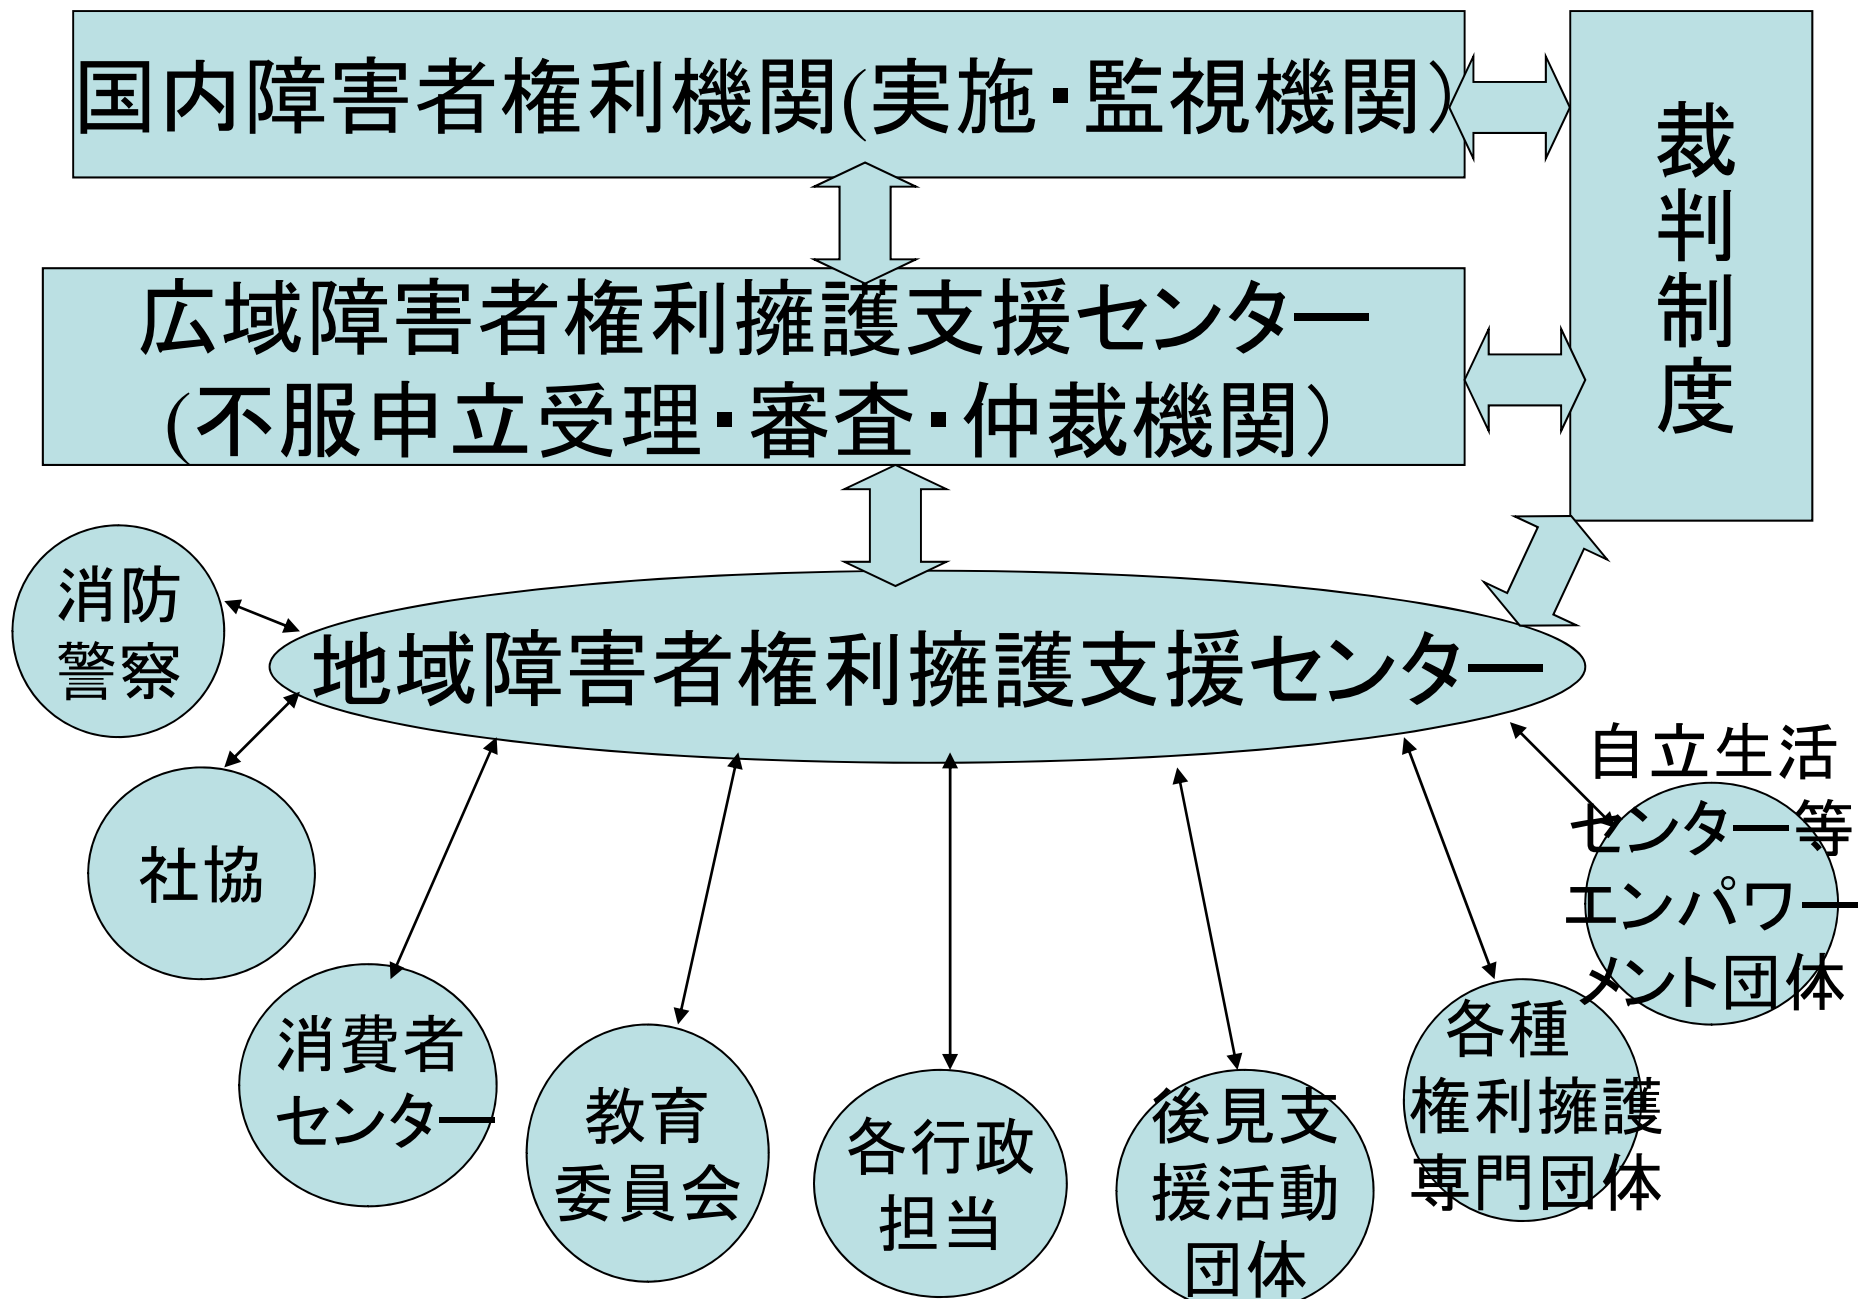 国内障害者権利機関(実施・監視機関)
裁判制度
広域障害者権利擁護支援センター
(不服申立受理・審査・仲裁機関)
消防
警察
地域障害者権利擁護支援センター
社協
自立生活
センター等
エンパワー
メント団体
消費者
センター
教育
委員会
各行政
担当
後見支
援活動
団体
各種
権利擁護
専門団体